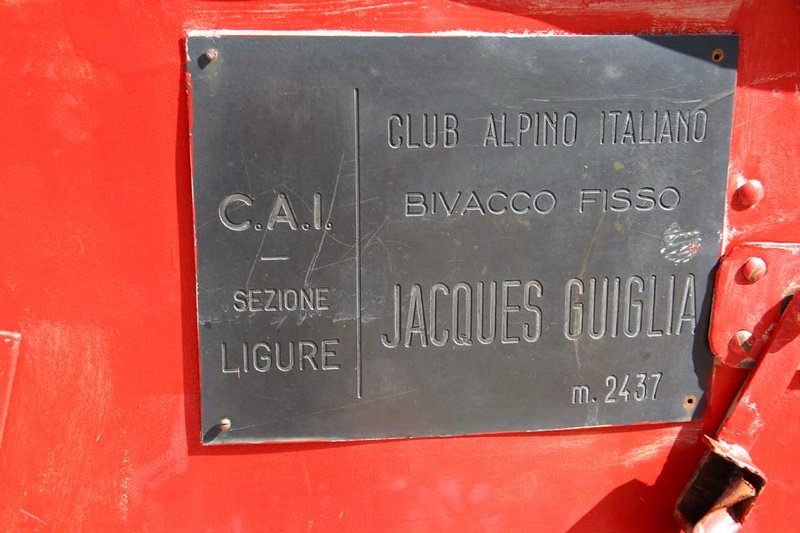 C.A.I.
—
SEZIONE
LIGURE
CLUB ALPINO ITALIANO
BIVACCO FISSO
JACQUES GUIGLIA
m. 2437